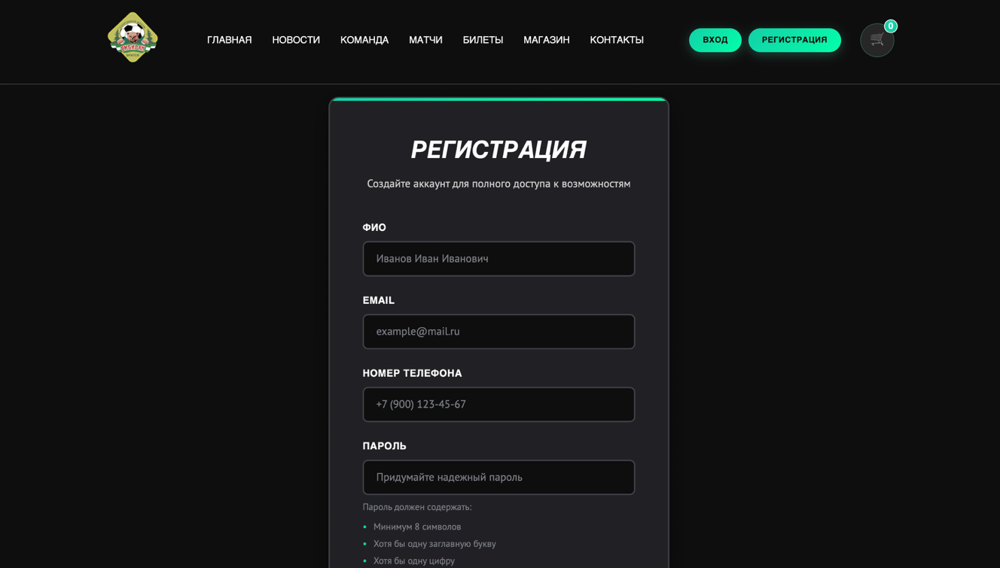 СИБИРЯК
БРАТСК
ГЛАВНАЯ
НОВОСТИ
КОМАНДА
МАТЧИ
БИЛЕТЫ
МАГАЗИН
КОНТАКТЫ
ВХОД
РЕГИСТРАЦИЯ
0
РЕГИСТРАЦИЯ
Создайте аккаунт для полного доступа к возможностям
ФИО
Иванов Иван Иванович
EMAIL
example@mail.ru
НОМЕР ТЕЛЕФОНА
+7 (900) 123-45-67
ПАРОЛЬ
Придумайте надежный пароль
Пароль должен содержать:
• Минимум 8 символов
• Хотя бы одну заглавную букву
• Хотя бы одну цифру